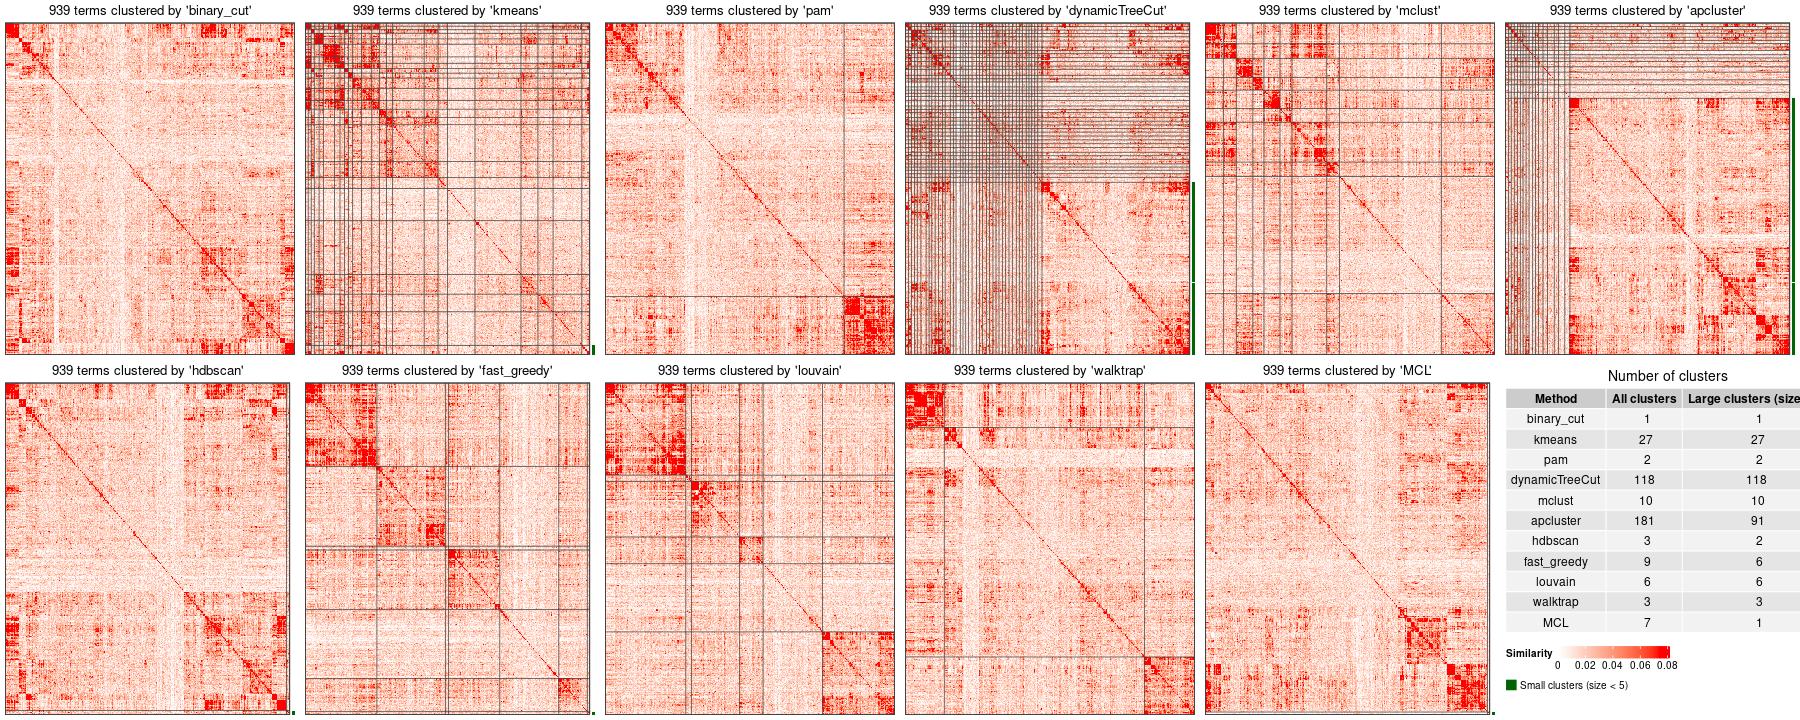 939 terms clustered by 'binary_cut'
939 terms clustered by 'kmeans'
939 terms clustered by 'pam'
939 terms clustered by 'dynamicTreeCut'
939 terms clustered by 'mclust'
939 terms clustered by 'apcluster'
939 terms clustered by 'hdbscan'
939 terms clustered by 'fast_greedy'
939 terms clustered by 'louvain'
939 terms clustered by 'walktrap'
939 terms clustered by 'MCL'
Number of clusters
Method All clusters Large clusters (size
binary_cut 1 1
kmeans 27 27
pam 2 2
dynamicTreeCut 118 118
mclust 10 10
apcluster 181 91
hdbscan 3 2
fast_greedy 9 6
louvain 6 6
walktrap 3 3
MCL 7 1
Similarity
0 0.02 0.04 0.06 0.08
Small clusters (size < 5)